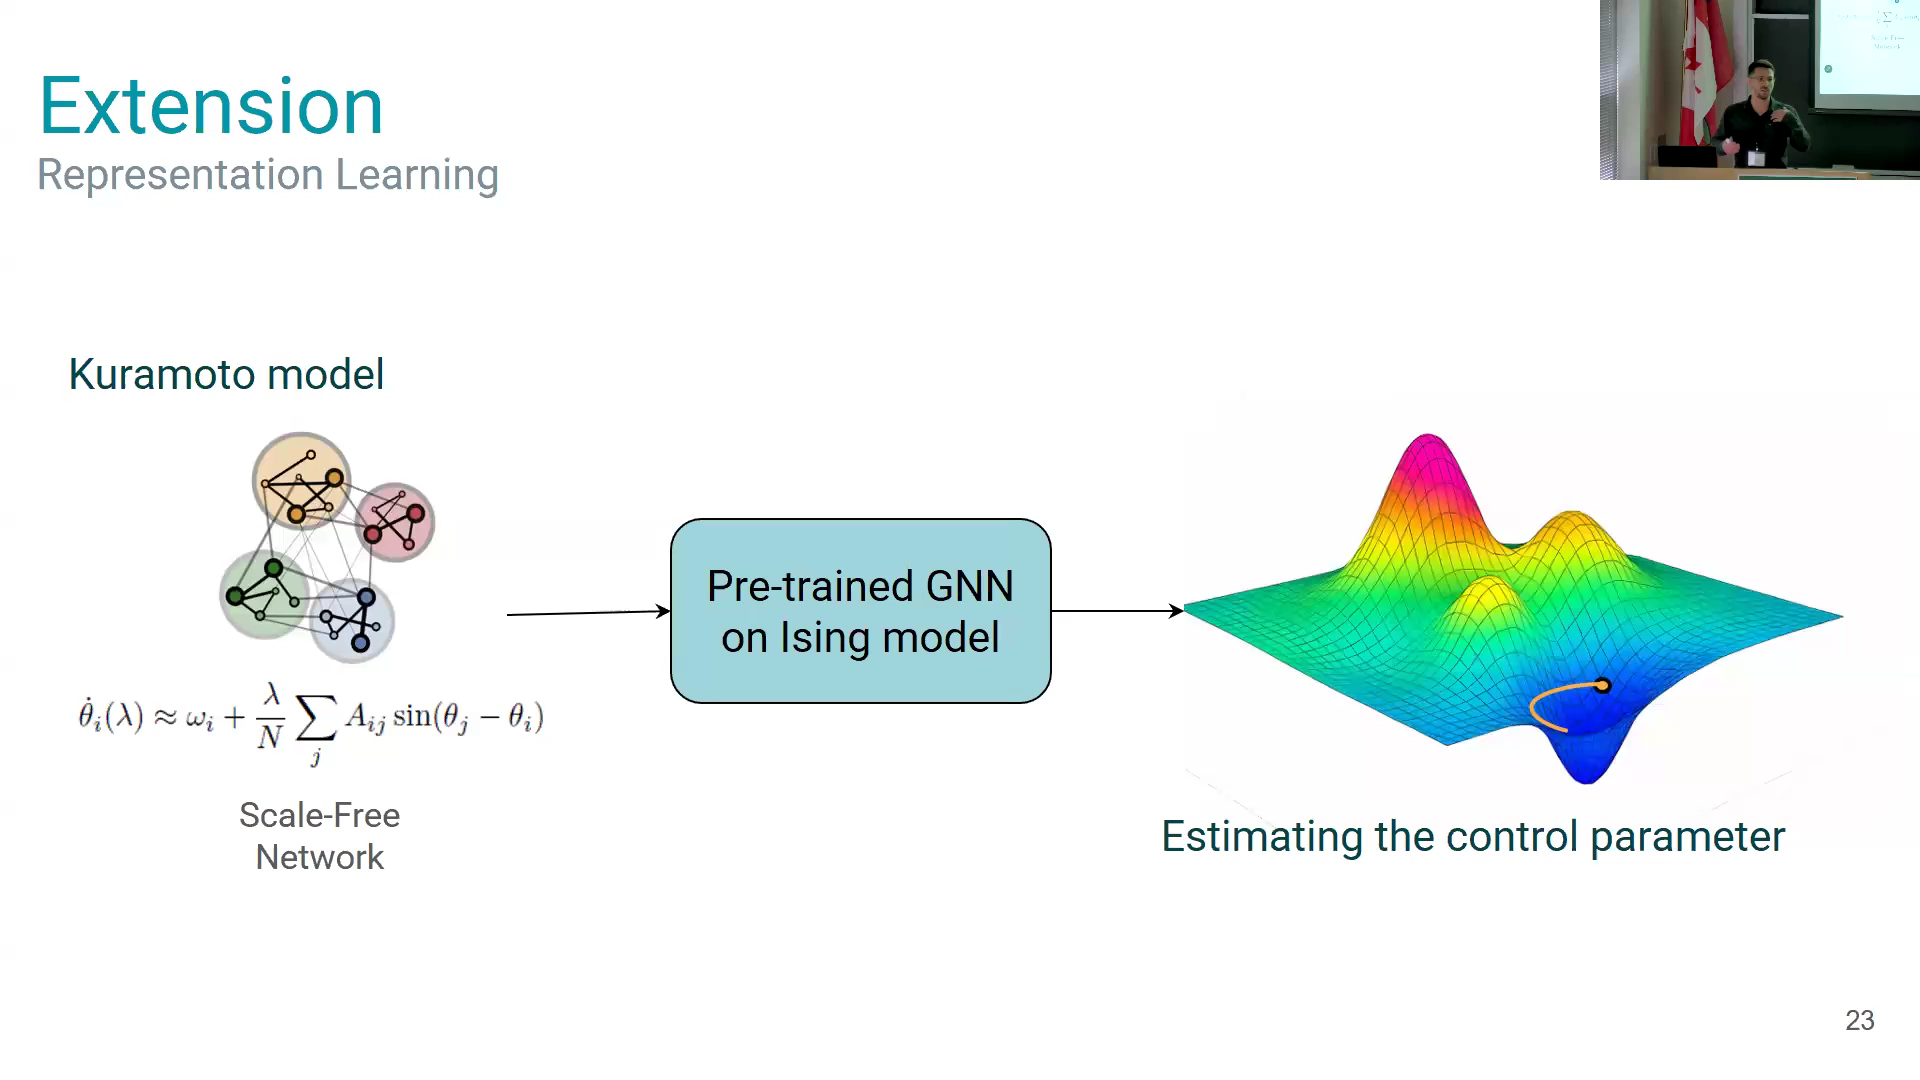 Extension
Representation Learning
Kuramoto model
θ̇ᵢ(λ) ≈ ωᵢ + λ/N ∑ⱼ Aᵢⱼ sin(θⱼ − θᵢ)
Scale-Free
Network
Pre-trained GNN
on Ising model
Estimating the control parameter
23